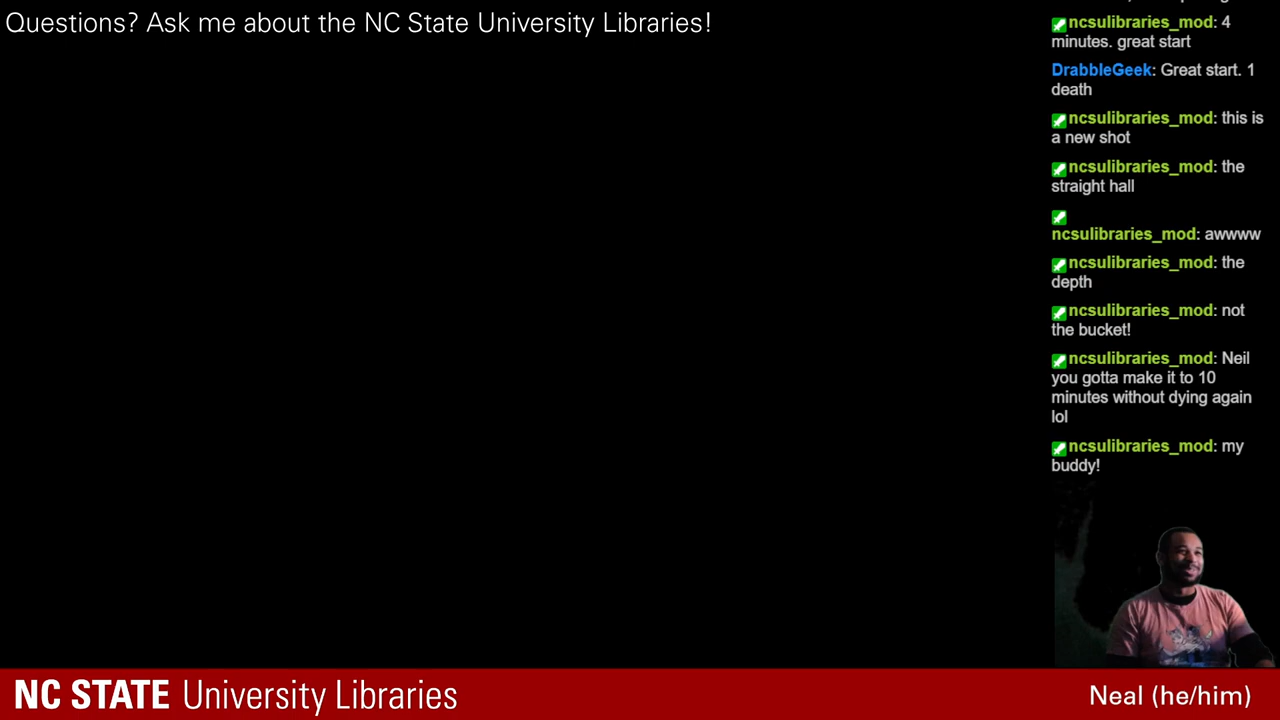 Questions? Ask me about the NC State University Libraries!
ncsulibraries_mod: 4
minutes. great start
DrabbleGeek: Great start. 1
death
ncsulibraries_mod: this is
a new shot
ncsulibraries_mod: the
straight hall
ncsulibraries_mod: awwww
ncsulibraries_mod: the
depth
ncsulibraries_mod: not
the bucket!
ncsulibraries_mod: Neil
you gotta make it to 10
minutes without dying again
lol
ncsulibraries_mod: my
buddy!
NC STATE University Libraries
Neal (he/him)